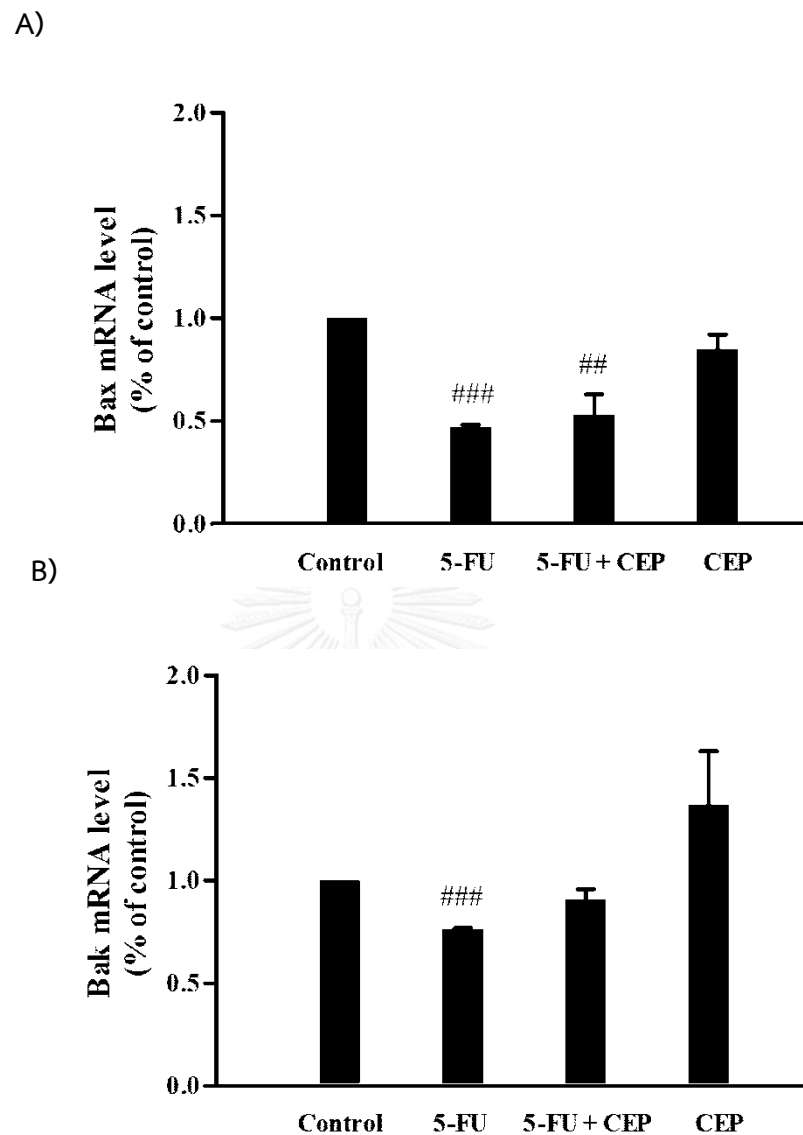 A)
2.0
1.5
1.0
0.5
0.0
Bax mRNA level
(% of control)
###
##
Control 5-FU 5-FU + CEP CEP
B)
2.0
1.5
1.0
0.5
0.0
Bak mRNA level
(% of control)
###
Control 5-FU 5-FU + CEP CEP